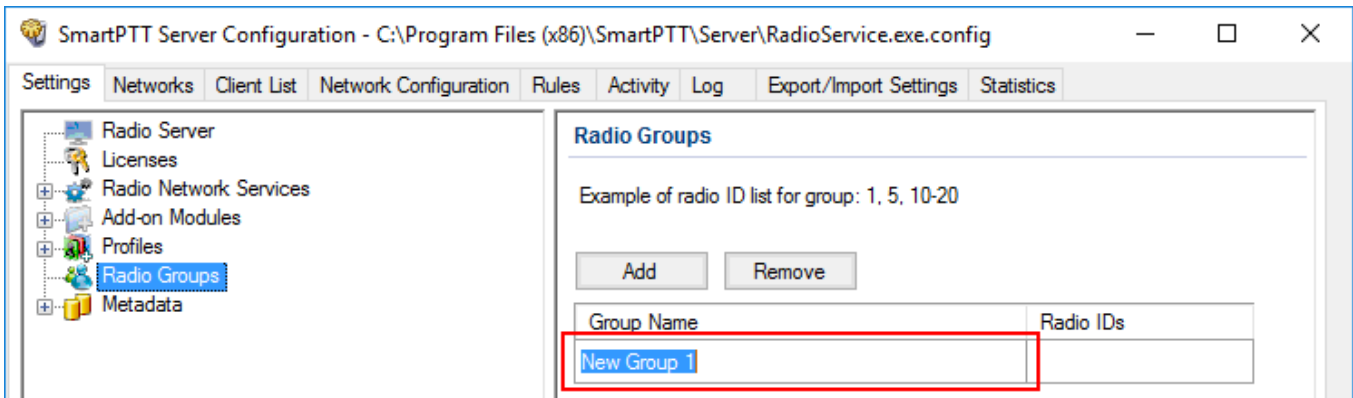 SmartPTT Server Configuration - C:\Program Files (x86)\SmartPTT\Server\RadioService.exe.config
Settings Networks Client List Network Configuration Rules Activity Log Export/Import Settings Statistics
Radio Server
Licenses
Radio Network Services
Add-on Modules
Profiles
Radio Groups
Metadata
Radio Groups
Example of radio ID list for group: 1, 5, 10-20
Add Remove
Group Name Radio IDs
New Group 1